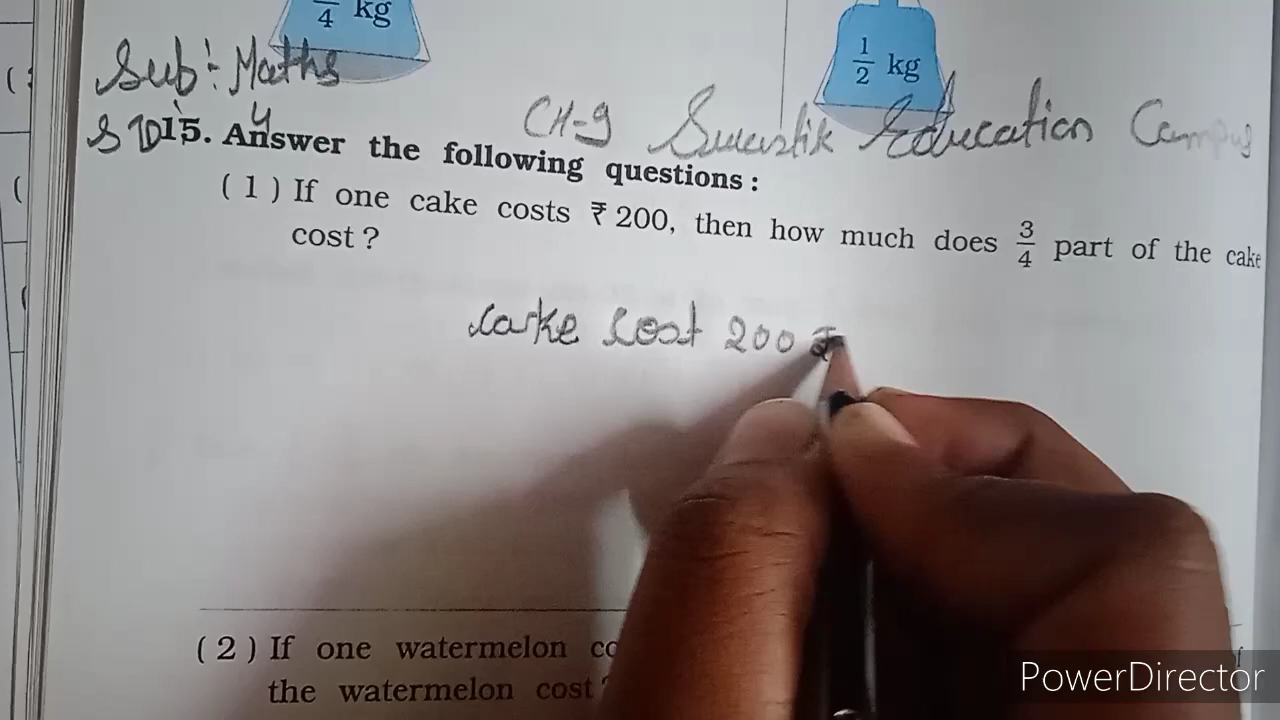 4 kg
1/2 kg
Sub : Maths
CH-9 Swastik Education Campus
STD 4
15. Answer the following questions :
( 1 ) If one cake costs ₹ 200, then how much does 3/4 part of the cake
cost ?
cake cost 200 ₹
( 2 ) If one watermelon
the watermelon cost ?
PowerDirector